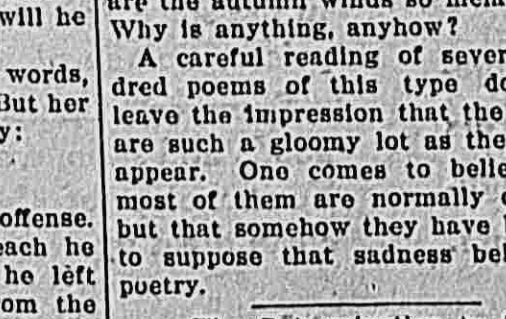 will he
words,
But her
y:
offense.
each he
he left
om the
are the autumn winds so
Why is anything, anyhow?
A careful reading of sever
dred poems of this type do
leave the impression that the
are such a gloomy lot as the
appear. One comes to belie
most of them are normally
but that somehow they have
to suppose that sadness bel
poetry.